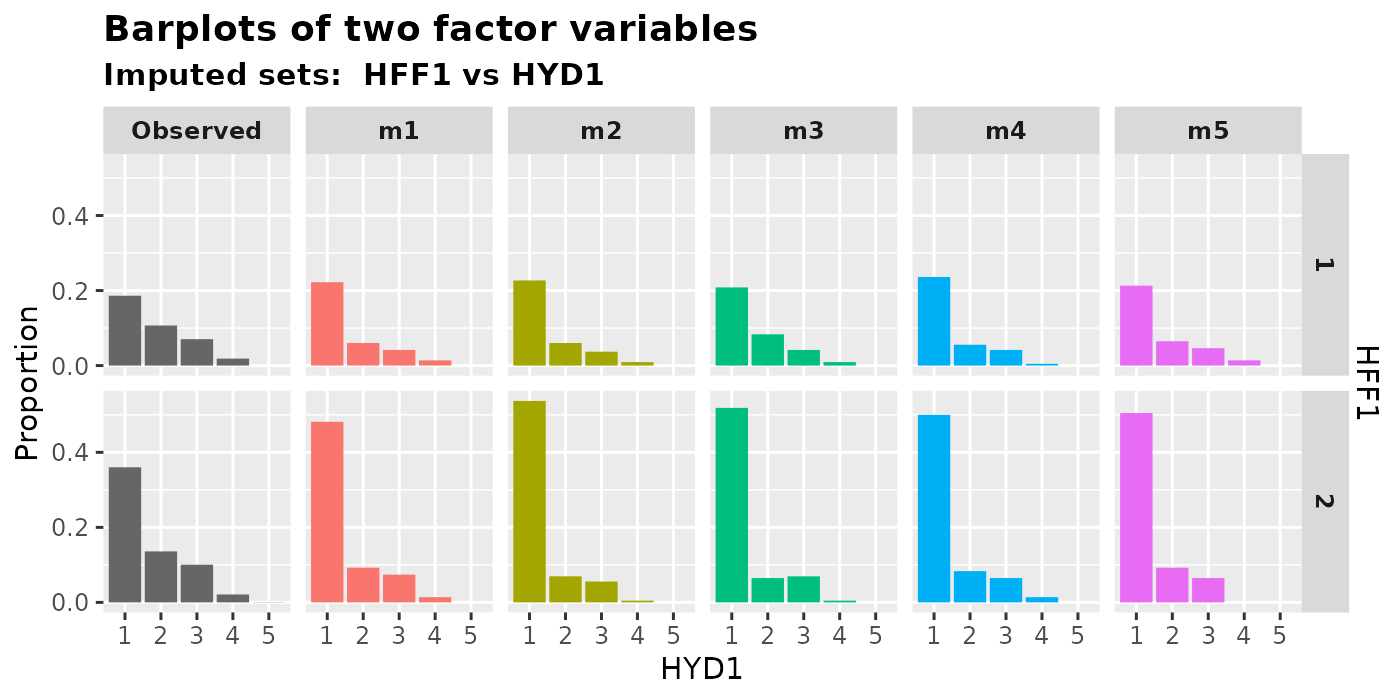 Barplots of two factor variables
Imputed sets:  HFF1 vs HYD1
Observed m1 m2 m3 m4 m5
0.4
0.2
0.0
1
0.4
0.2
0.0
2
Proportion
HFF1
1 2 3 4 5 1 2 3 4 5 1 2 3 4 5 1 2 3 4 5 1 2 3 4 5 1 2 3 4 5
HYD1